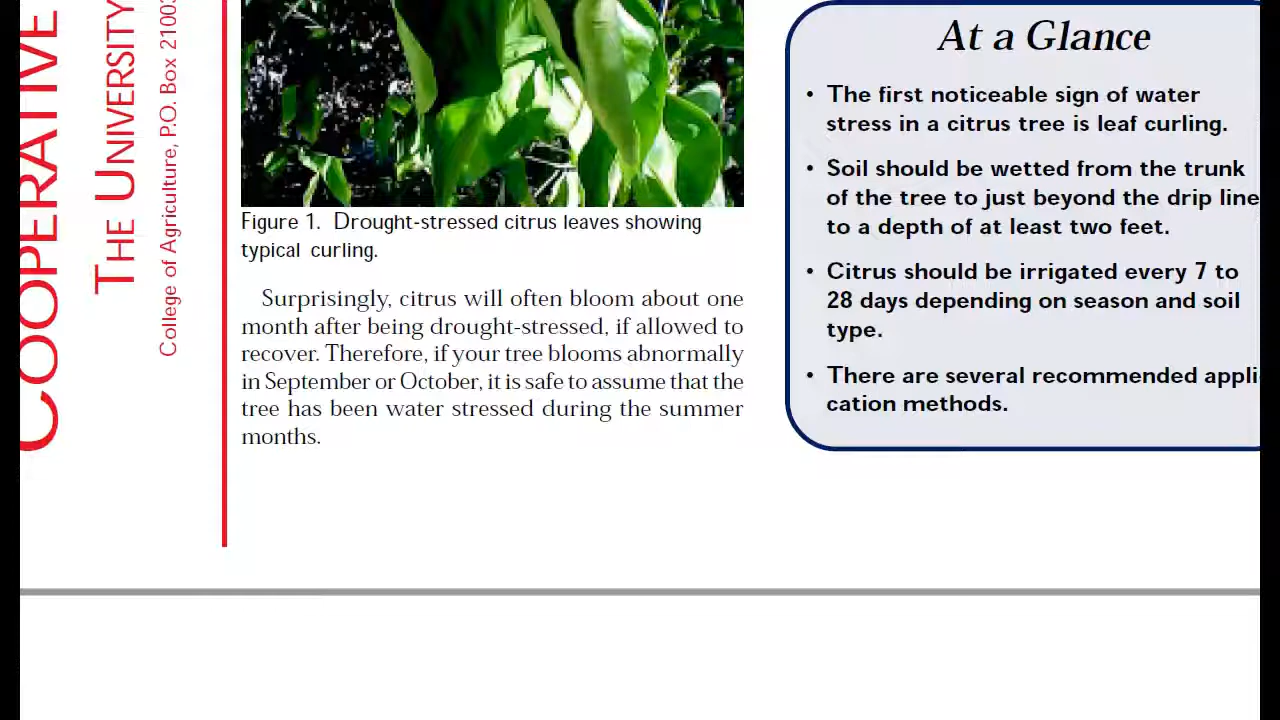 COOPERATIVE
THE UNIVERSITY
College of Agriculture, P.O. Box 21003
Figure 1. Drought-stressed citrus leaves showing
typical curling.
Surprisingly, citrus will often bloom about one
month after being drought-stressed, if allowed to
recover. Therefore, if your tree blooms abnormally
in September or October, it is safe to assume that the
tree has been water stressed during the summer
months.
At a Glance
• The first noticeable sign of water
stress in a citrus tree is leaf curling.
• Soil should be wetted from the trunk
of the tree to just beyond the drip line
to a depth of at least two feet.
• Citrus should be irrigated every 7 to
28 days depending on season and soil
type.
• There are several recommended appli
cation methods.